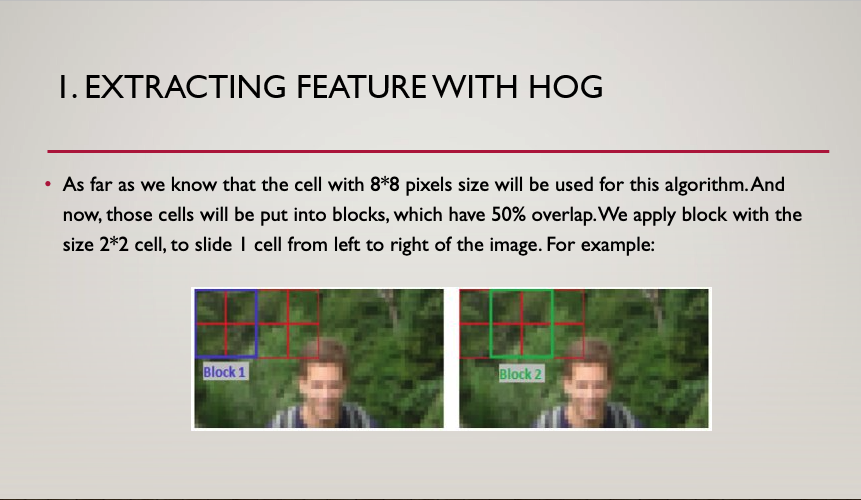 1. EXTRACTING FEATURE WITH HOG
• As far as we know that the cell with 8*8 pixels size will be used for this algorithm. And
now, those cells will be put into blocks, which have 50% overlap. We apply block with the
size 2*2 cell, to slide 1 cell from left to right of the image. For example:
Block 1
Block 2